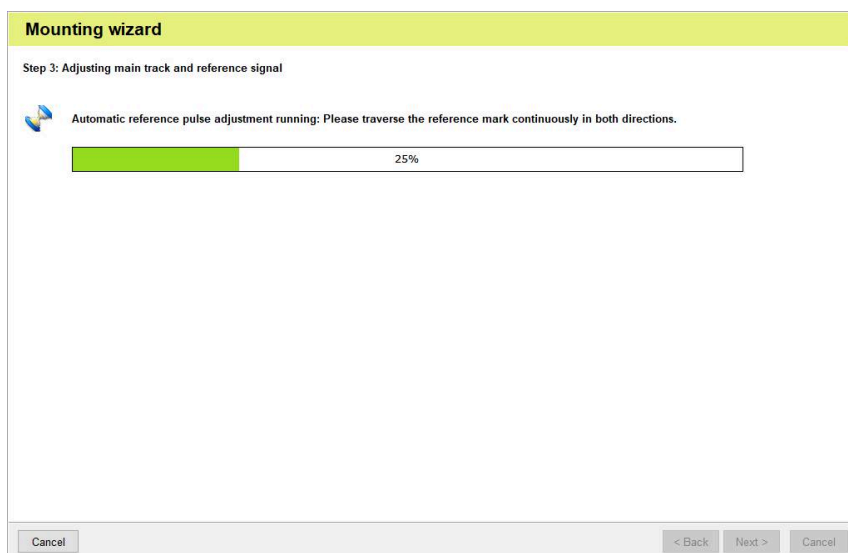 Mounting wizard
Step 3: Adjusting main track and reference signal
Automatic reference pulse adjustment running: Please traverse the reference mark continuously in both directions.
25%
Cancel < Back Next > Cancel